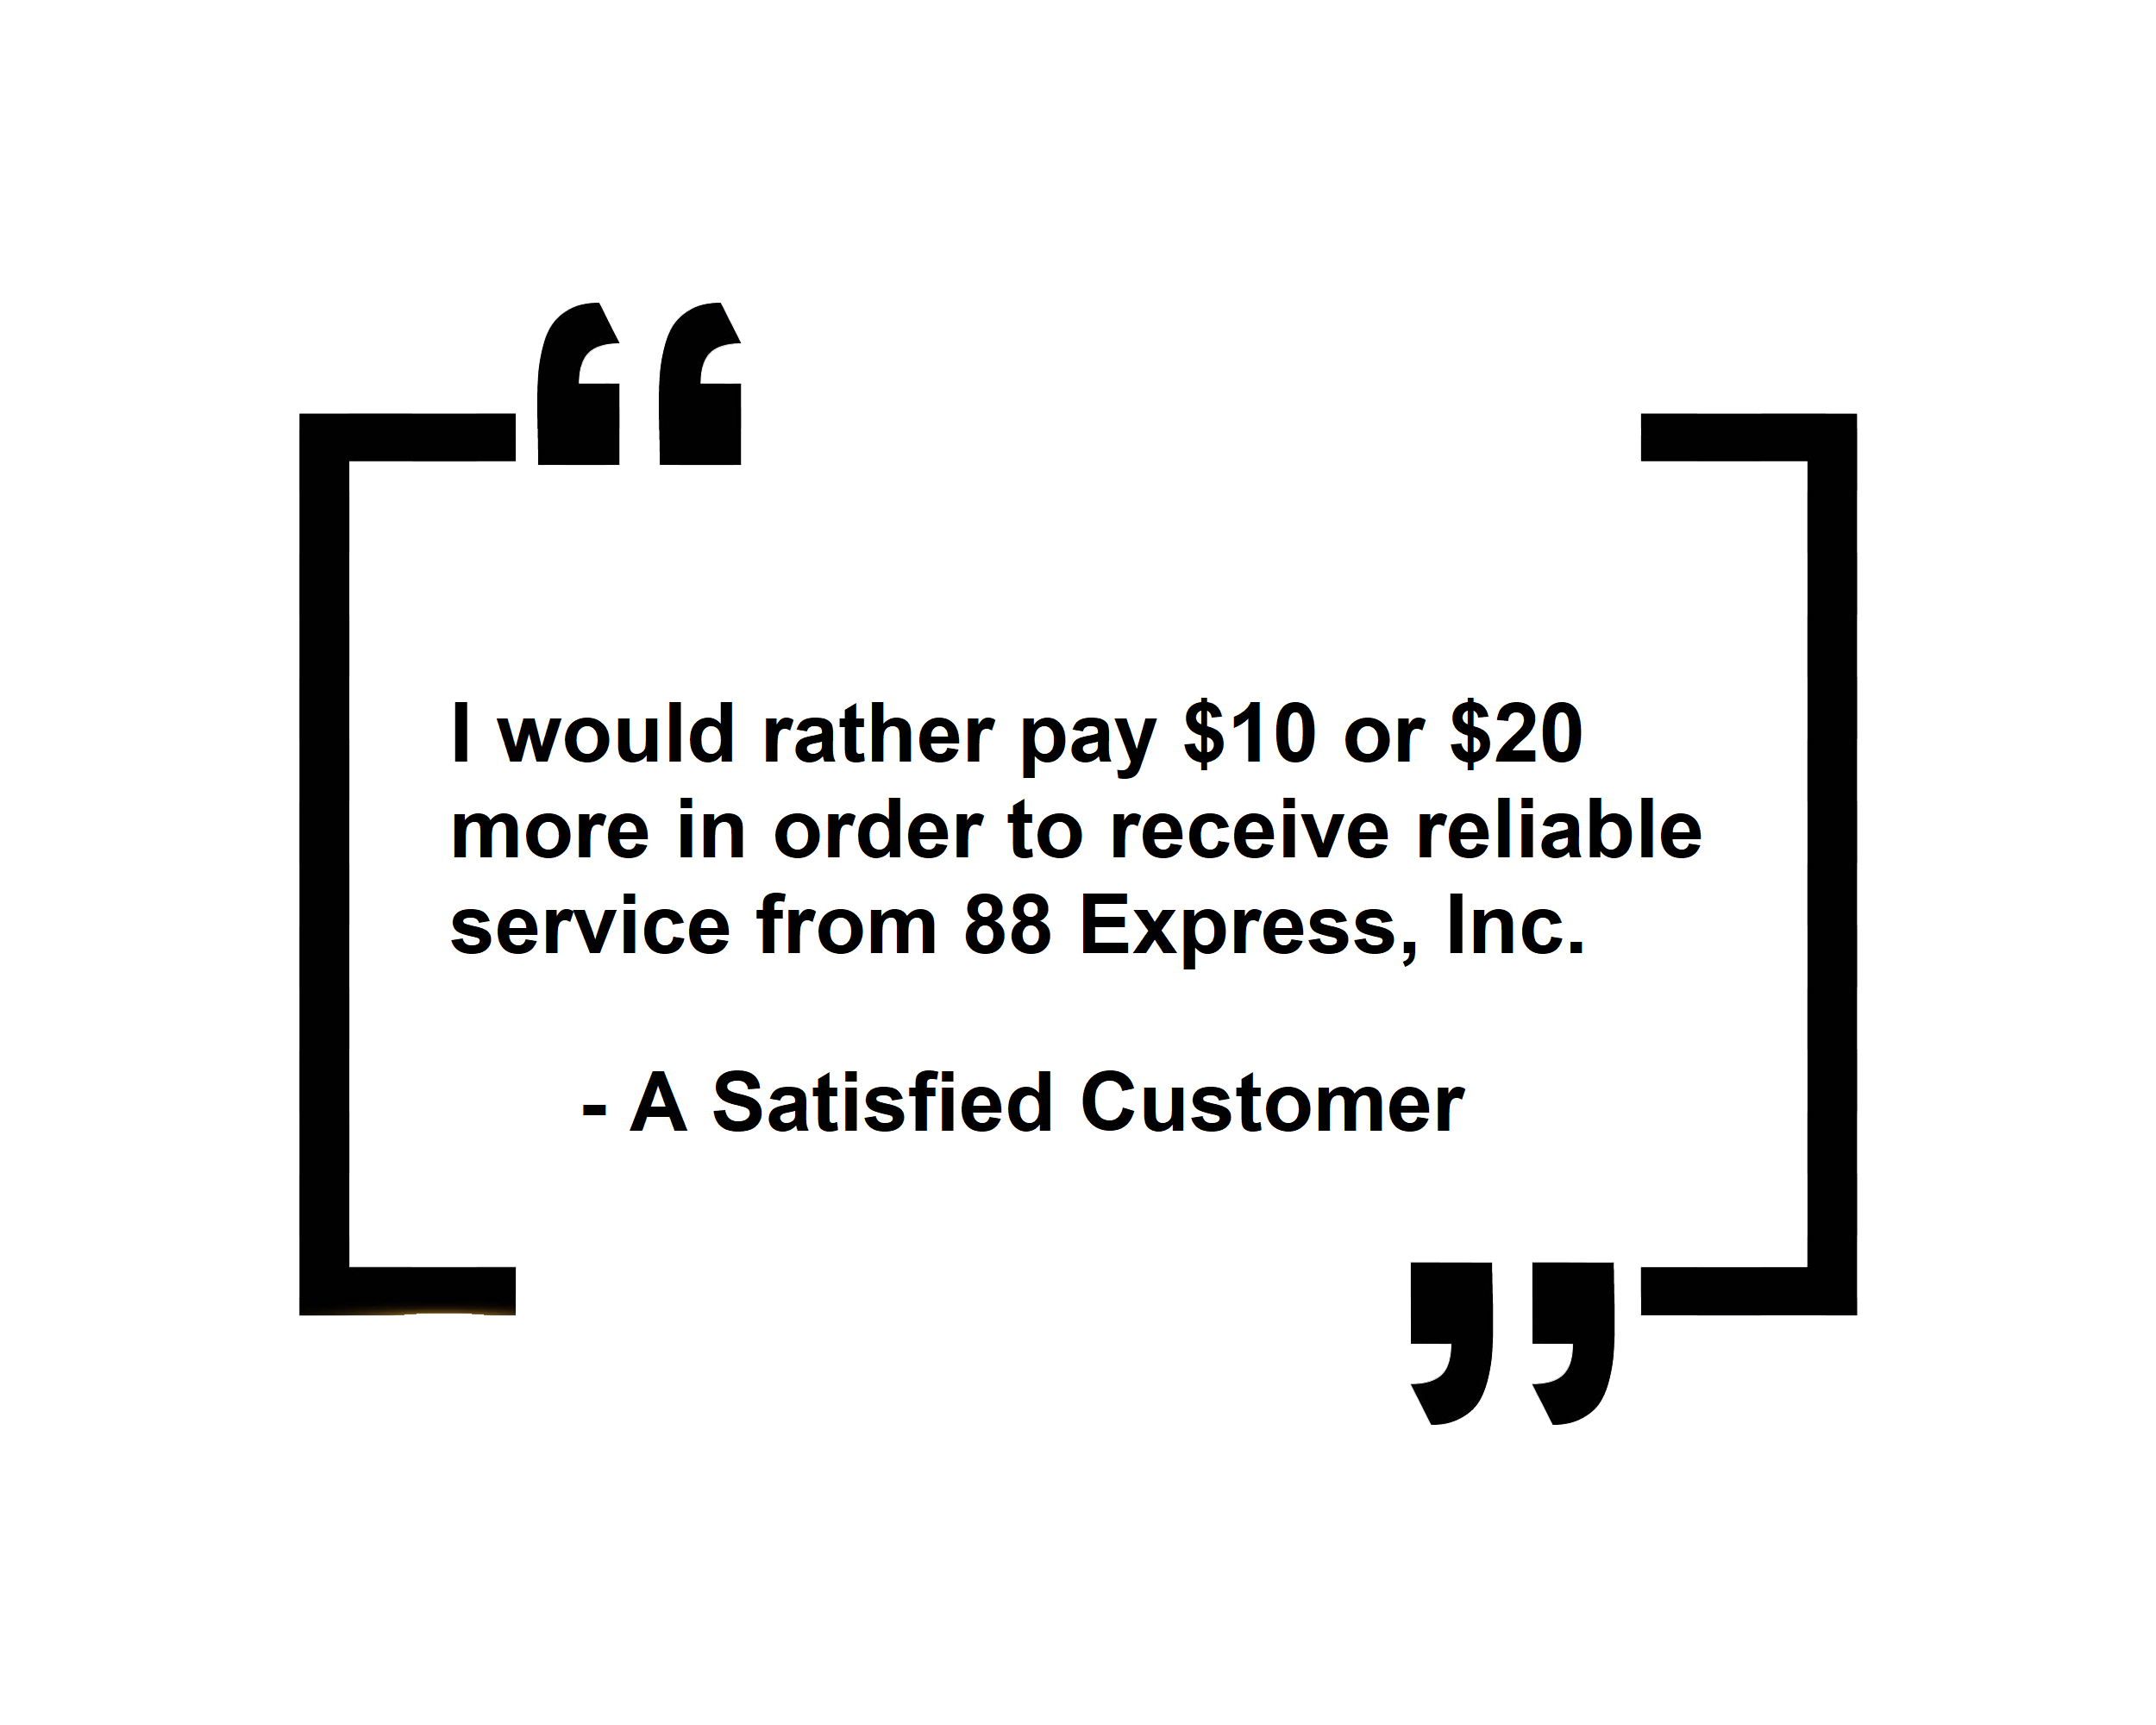 “
I would rather pay $10 or $20
more in order to receive reliable
service from 88 Express, Inc.
- A Satisfied Customer
”